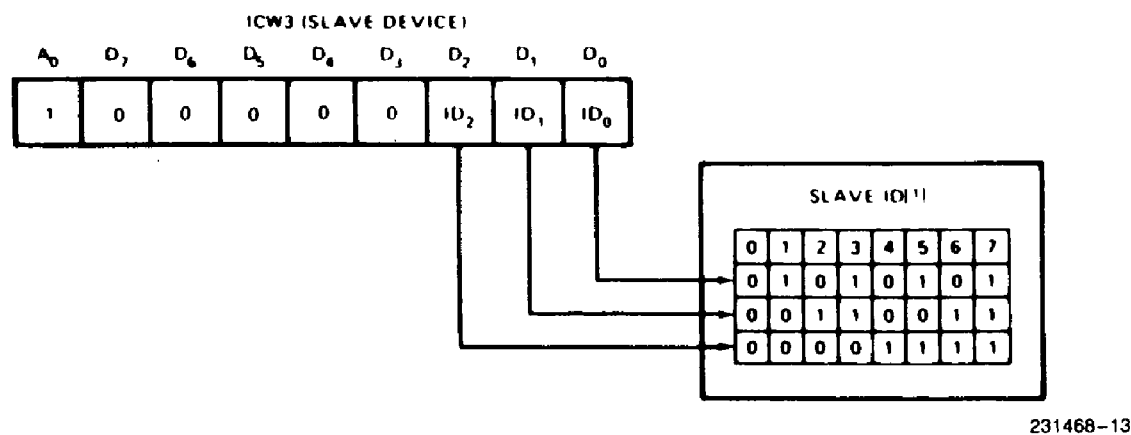 ICW3 (SLAVE DEVICE)
A0 D7 D6 D5 D4 D3 D2 D1 D0
1 0 0 0 0 0 ID2 ID1 ID0
SLAVE ID[1]
0 1 2 3 4 5 6 7
0 1 0 1 0 1 0 1
0 0 1 1 0 0 1 1
0 0 0 0 1 1 1 1
231468-13